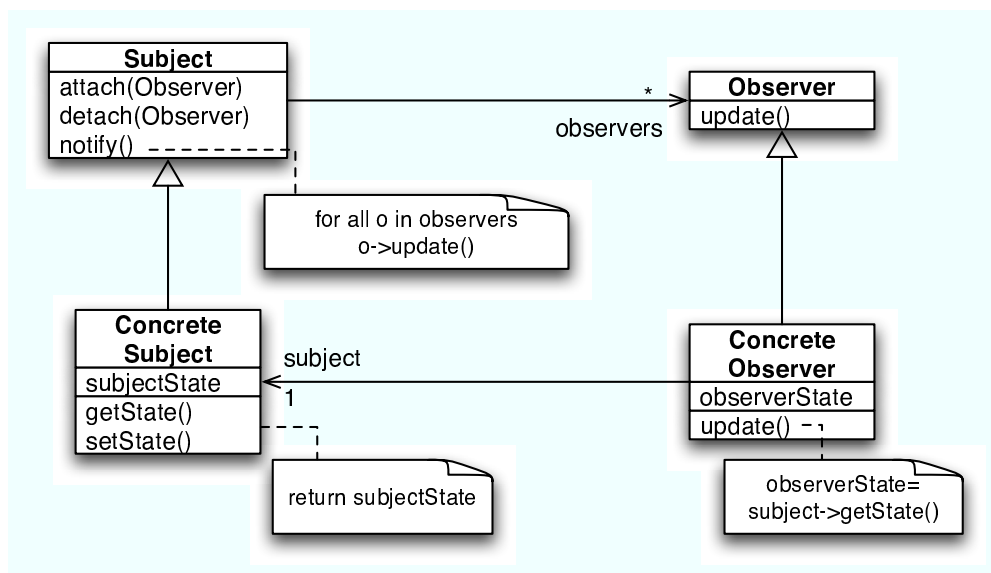 Subject
attach(Observer)
detach(Observer)
notify()
*
observers
Observer
update()
for all o in observers
o->update()
Concrete
Subject
subjectState
getState()
setState()
subject
1
Concrete
Observer
observerState
update()
return subjectState
observerState=
subject->getState()